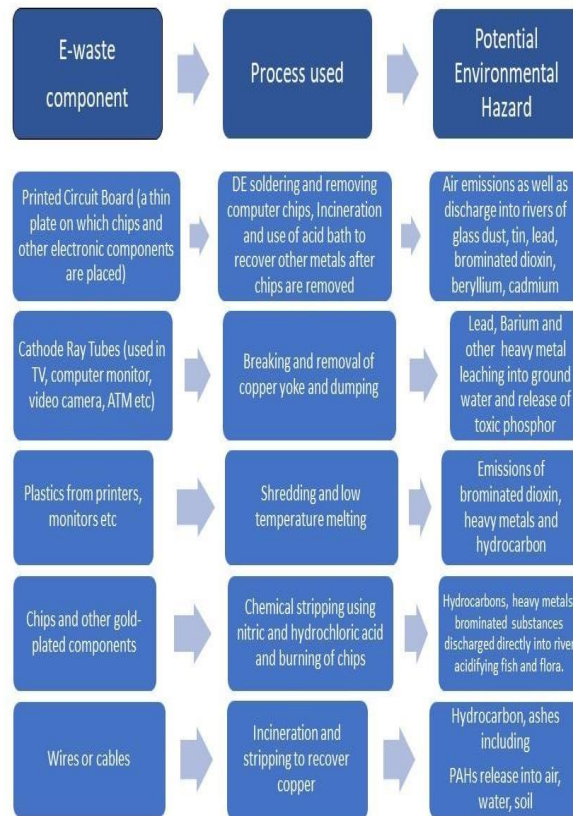 E-waste
component
Process used
Potential
Environmental
Hazard
Printed Circuit Board (a thin
plate on which chips and
other electronic components
are placed)
DE soldering and removing
computer chips, Incineration
and use of acid bath to
recover other metals after
chips are removed
Air emissions as well as
discharge into rivers of
glass dust, tin, lead,
brominated dioxin,
beryllium, cadmium
Cathode Ray Tubes (used in
TV, computer monitor,
video camera, ATM etc)
Breaking and removal of
copper yoke and dumping
Lead, Barium and
other heavy metal
leaching into ground
water and release of
toxic phosphor
Plastics from printers,
monitors etc
Shredding and low
temperature melting
Emissions of
brominated dioxin,
heavy metals and
hydrocarbon
Chips and other gold-
plated components
Chemical stripping using
nitric and hydrochloric acid
and burning of chips
Hydrocarbons, heavy metals
brominated substances
discharged directly into river
acidifying fish and flora.
Wires or cables
Incineration and
stripping to recover
copper
Hydrocarbon, ashes
including
PAHs release into air,
water, soil